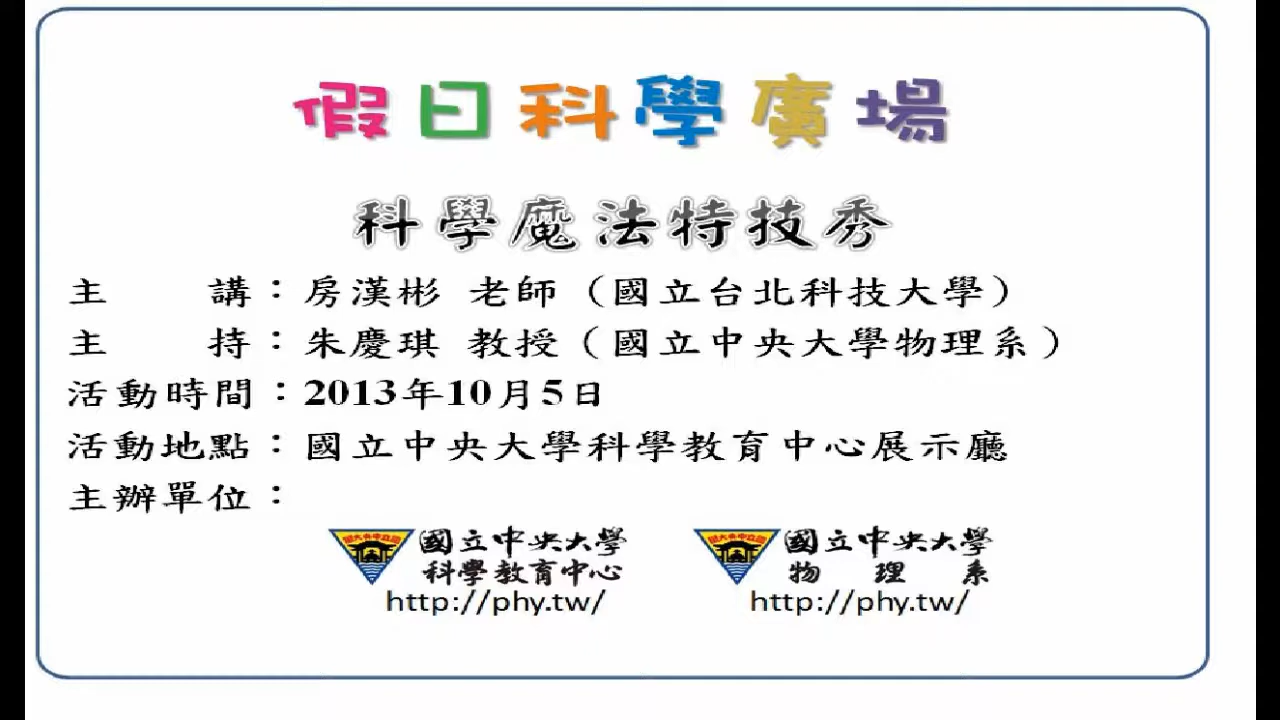 假日科學廣場
科學魔法特技秀
主　　講：房漢彬 老師（國立台北科技大學）
主　　持：朱慶琪 教授（國立中央大學物理系）
活動時間：2013年10月5日
活動地點：國立中央大學科學教育中心展示廳
主辦單位：
國立中央大學 國立中央大學
科學教育中心 物理系
http://phy.tw/ http://phy.tw/